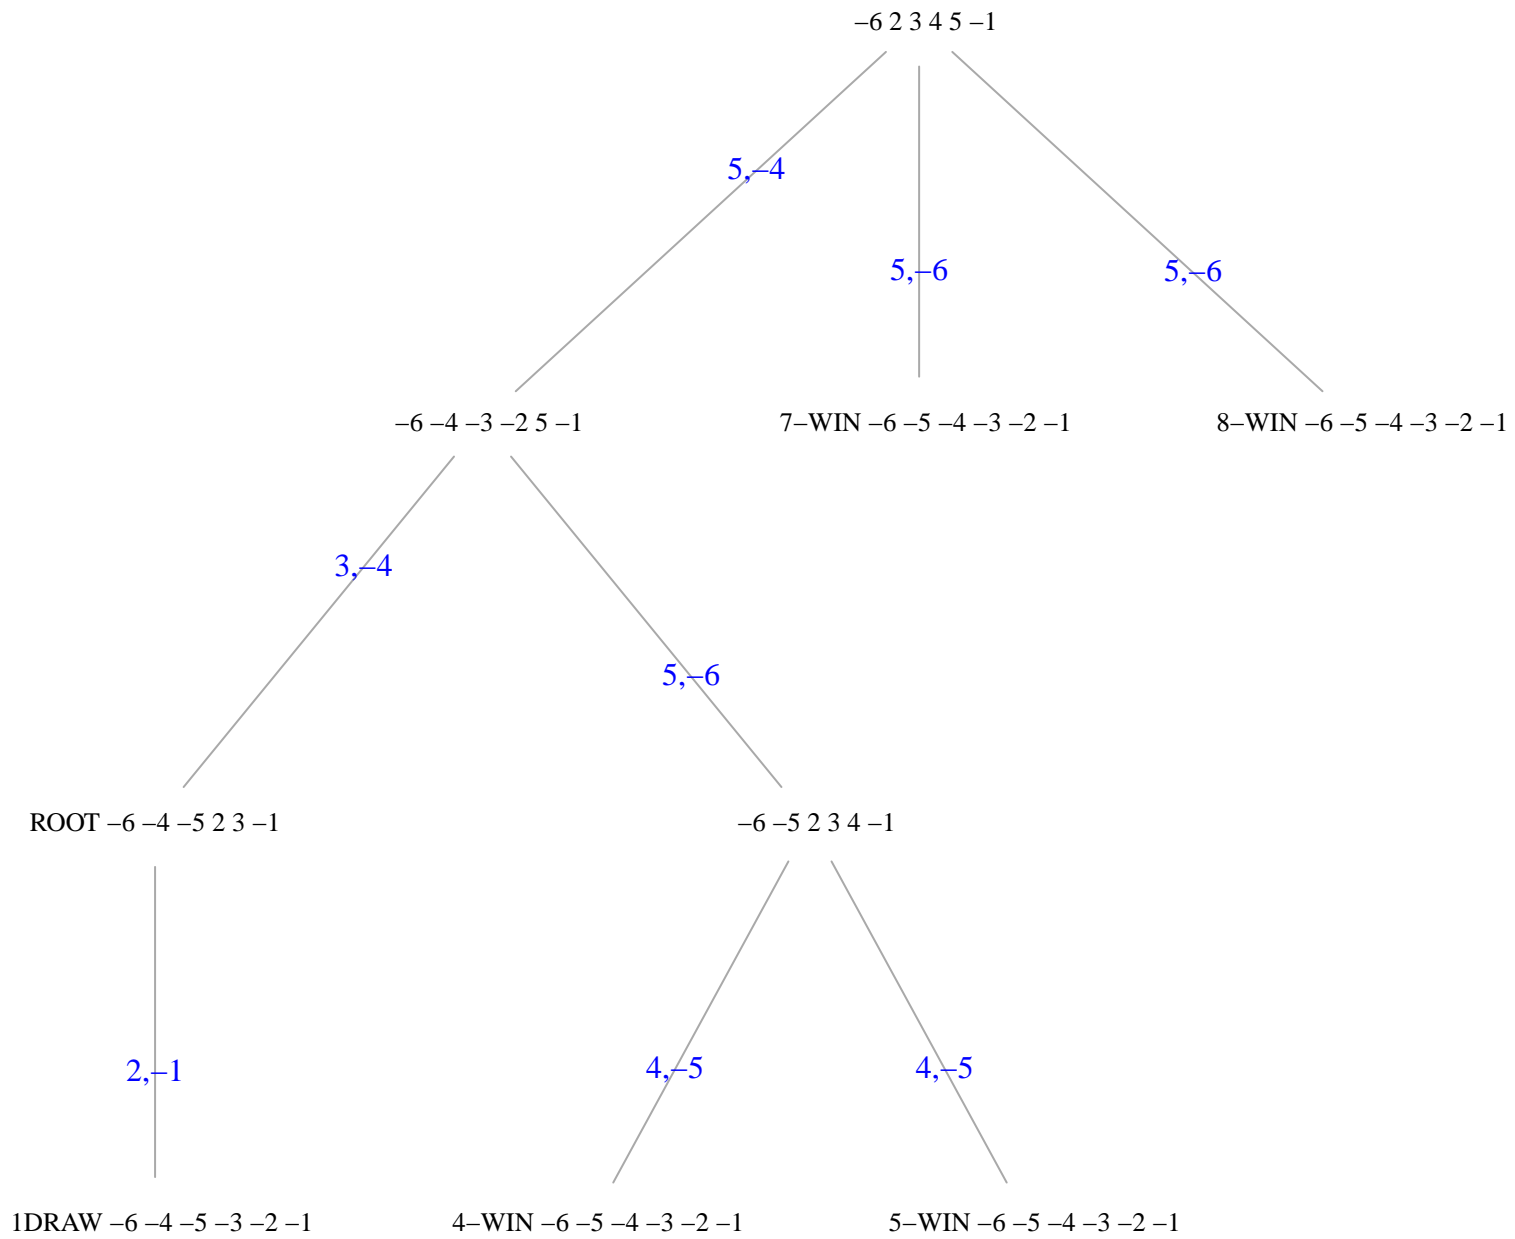 –6 2 3 4 5 –1
5,–4
5,–6
5,–6
–6 –4 –3 –2 5 –1
7–WIN –6 –5 –4 –3 –2 –1
8–WIN –6 –5 –4 –3 –2 –1
3,–4
5,–6
ROOT –6 –4 –5 2 3 –1
–6 –5 2 3 4 –1
2,–1
4,–5
4,–5
1DRAW –6 –4 –5 –3 –2 –1
4–WIN –6 –5 –4 –3 –2 –1
5–WIN –6 –5 –4 –3 –2 –1